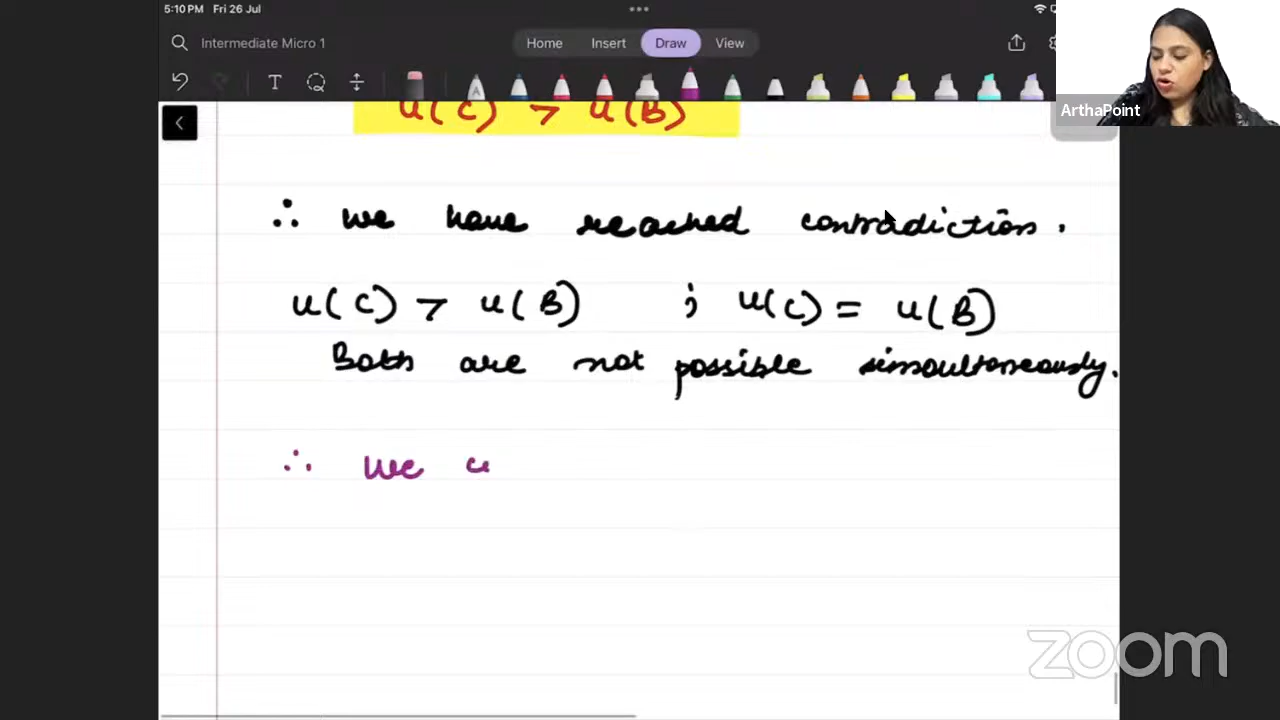 5:10 PM Fri 26 Jul
Intermediate Micro 1
Home Insert Draw View
ArthaPoint
u(C) > u(B)
∴ we have reached contradiction.
u(C) > u(B) ; u(C) = u(B)
Both are not possible simoultaneously.
∴ we c
zoom